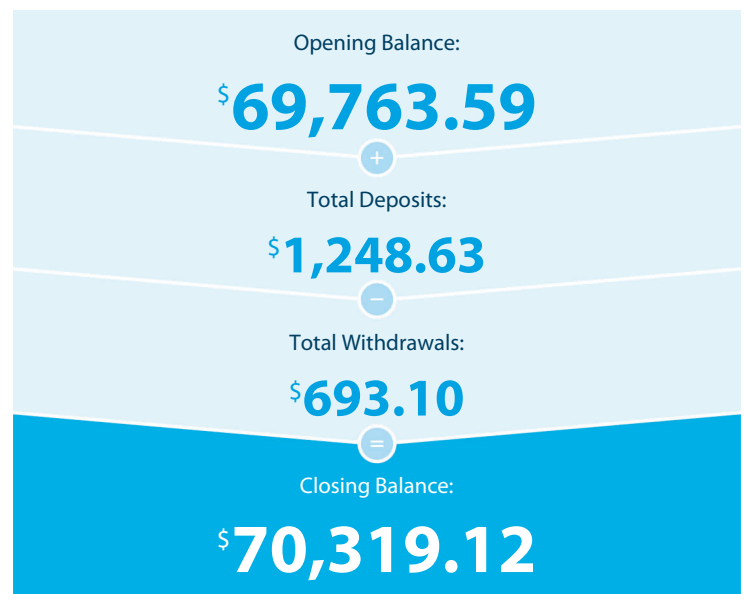 Opening Balance:
$69,763.59
+
Total Deposits:
$1,248.63
−
Total Withdrawals:
$693.10
=
Closing Balance:
$70,319.12